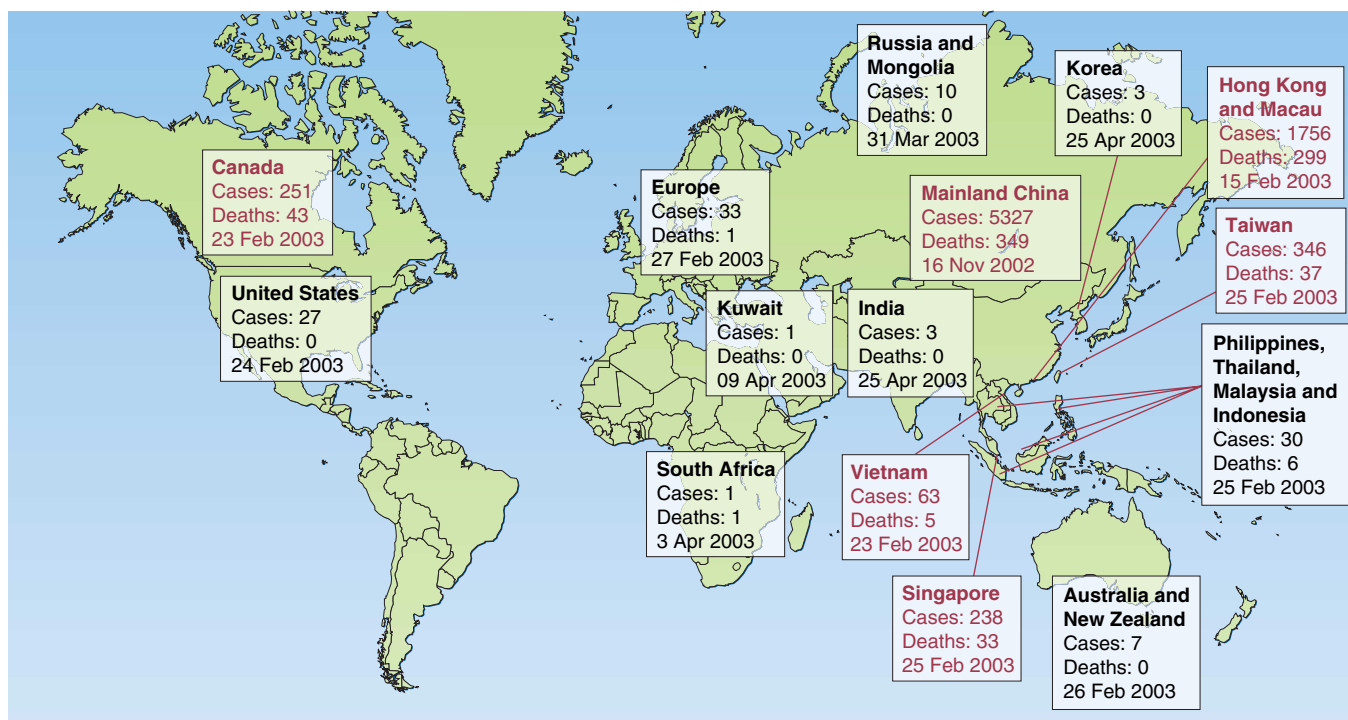 Russia and
Mongolia
Cases: 10
Deaths: 0
31 Mar 2003
Korea
Cases: 3
Deaths: 0
25 Apr 2003
Hong Kong
and Macau
Cases: 1756
Deaths: 299
15 Feb 2003
Canada
Cases: 251
Deaths: 43
23 Feb 2003
Europe
Cases: 33
Deaths: 1
27 Feb 2003
Mainland China
Cases: 5327
Deaths: 349
16 Nov 2002
Taiwan
Cases: 346
Deaths: 37
25 Feb 2003
United States
Cases: 27
Deaths: 0
24 Feb 2003
Kuwait
Cases: 1
Deaths: 0
09 Apr 2003
India
Cases: 3
Deaths: 0
25 Apr 2003
Philippines,
Thailand,
Malaysia and
Indonesia
Cases: 30
Deaths: 6
25 Feb 2003
South Africa
Cases: 1
Deaths: 1
3 Apr 2003
Vietnam
Cases: 63
Deaths: 5
23 Feb 2003
Singapore
Cases: 238
Deaths: 33
25 Feb 2003
Australia and
New Zealand
Cases: 7
Deaths: 0
26 Feb 2003